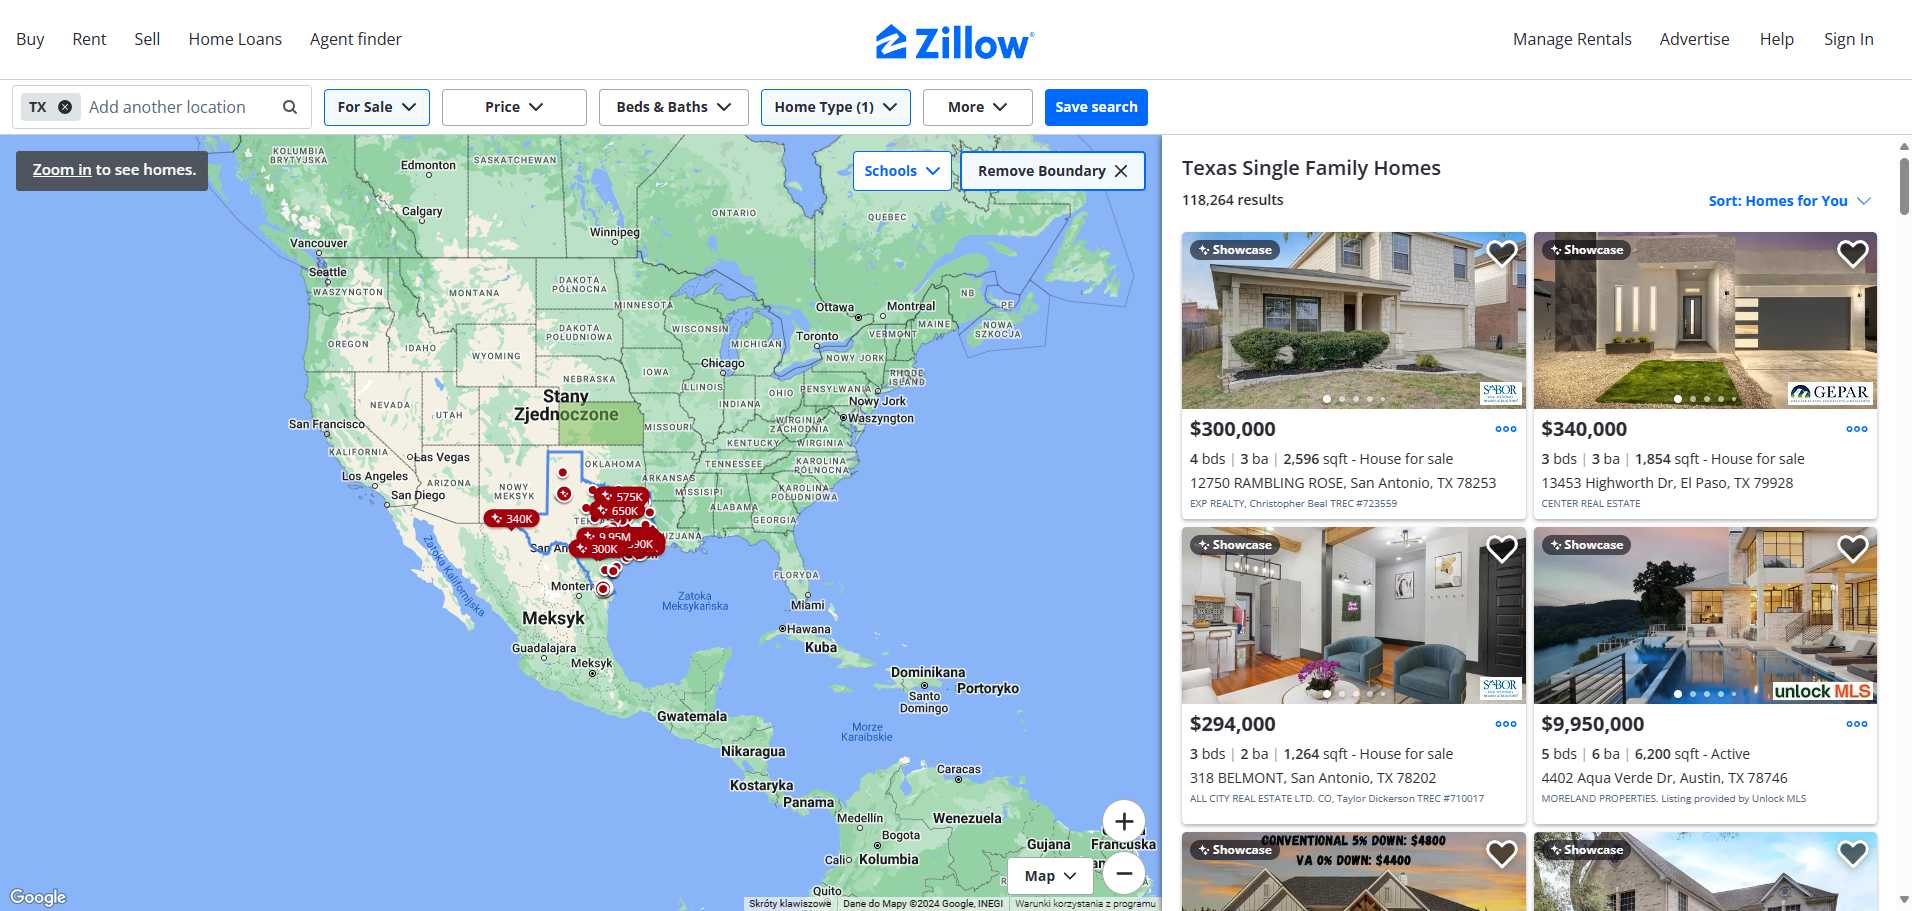 Buy
Rent
Sell
Home Loans
Agent finder
Zillow
Manage Rentals
Advertise
Help
Sign In
TX
Add another location
For Sale
Price
Beds & Baths
Home Type (1)
More
Save search
Zoom in to see homes.
Schools
Remove Boundary
KOLUMBIA
BRYTYJSKA
Edmonton
SASKATCHEWAN
Calgary
Vancouver
Winnipeg
ONTARIO
QUEBEC
Seattle
WASZYNGTON
MONTANA
DAKOTA
PÓŁNOCNA
MINNESOTA
Ottawa
Montreal
NB
PE
NOWA
SZKOCJA
MAINE
VERMONT
OREGON
IDAHO
WYOMING
DAKOTA
POŁUDNIOWA
WISCONSIN
MICHIGAN
Toronto
NOWY JORK
Chicago
RHODE
ISLAND
NEBRASKA
IOWA
ILLINOIS
INDIANA
OHIO
PENSYLWANIA
Nowy Jork
NEVADA
UTAH
Stany
Zjednoczone
MISSOURI
Waszyngton
WIRGINIA
ZACHODNIA
WIRGINIA
KENTUCKY
San Francisco
KALIFORNIA
Las Vegas
Los Angeles
San Diego
NOWY
MEKSYK
OKLAHOMA
ARKANSAS
TENNESSEE
KAROLINA
PÓŁNOCNA
KAROLINA
POŁUDNIOWA
MISSISIPI
ALABAMA
GEORGIA
575K
650K
340K
9.95M
300K
390K
San An
UZJANA
Zatoka Kalifornijska
Monter
FLORYDA
Miami
Zatoka
Meksykańska
Hawana
Kuba
Meksyk
Guadalajara
Meksyk
Dominikana
Santo
Domingo
Portoryko
Gwatemala
Morze
Karaibskie
Nikaragua
Kostaryka
Panama
Caracas
Medellín
Wenezuela
Bogota
Cali
Kolumbia
Gujana
Francuska
Quito
Map
Google
Skróty klawiszowe
Dane do Mapy ©2024 Google, INEGI
Warunki korzystania z programu
Texas Single Family Homes
118,264 results
Sort: Homes for You
Showcase
SABOR
$300,000
4 bds | 3 ba | 2,596 sqft - House for sale
12750 RAMBLING ROSE, San Antonio, TX 78253
EXP REALTY, Christopher Beal TREC #723559
Showcase
GEPAR
$340,000
3 bds | 3 ba | 1,854 sqft - House for sale
13453 Highworth Dr, El Paso, TX 79928
CENTER REAL ESTATE
Showcase
SABOR
$294,000
3 bds | 2 ba | 1,264 sqft - House for sale
318 BELMONT, San Antonio, TX 78202
ALL CITY REAL ESTATE LTD. CO, Taylor Dickerson TREC #710017
Showcase
unlock MLS
$9,950,000
5 bds | 6 ba | 6,200 sqft - Active
4402 Aqua Verde Dr, Austin, TX 78746
MORELAND PROPERTIES. Listing provided by Unlock MLS
Showcase
CONVENTIONAL 5% DOWN: $4800
VA 0% DOWN: $4400
Showcase